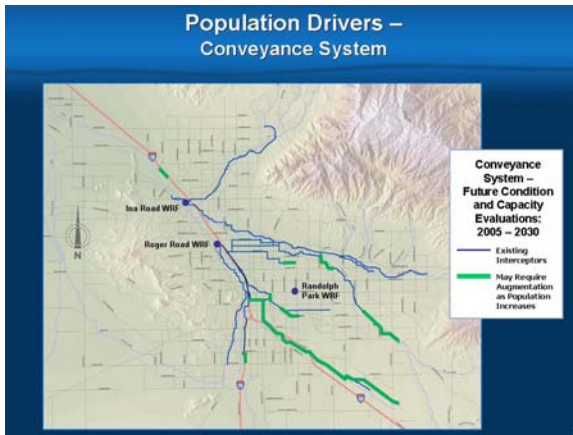 Population Drivers –
Conveyance System
Ina Road WRF
Roger Road WRF
N
Randolph
Park WRF
Conveyance
System –
Future Condition
and Capacity
Evaluations:
2005 – 2030
Existing
Interceptors
May Require
Augmentation
as Population
Increases